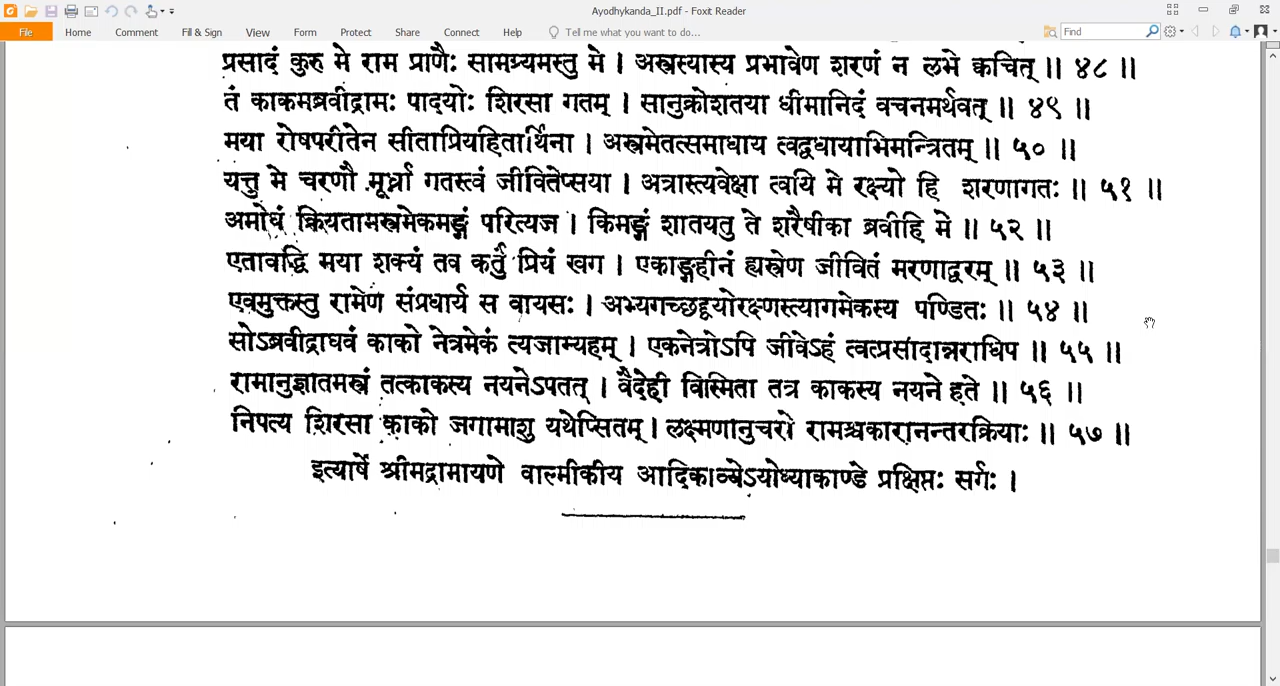 Ayodhykanda_II.pdf - Foxit Reader
File Home Comment Fill & Sign View Form Protect Share Connect Help Tell me what you want to do... Find
प्रसादं कुरु मे राम प्राणैः सामग्र्यमस्तु मे । अस्त्रस्यास्य प्रभावेण शरणं न लभे क्वचित् ॥ ४८ ॥
तं काकमब्रवीद्रामः पादयोः शिरसा गतम् । सानुक्रोशतया धीमानिदं वचनमर्थवत् ॥ ४९ ॥
मया रोषपरीतेन सीताप्रियहितार्थिना । अस्त्रमेतत्समाधाय त्वद्वधायाभिमन्त्रितम् ॥ ५० ॥
यत्तु मे चरणौ मूर्ध्ना गतस्त्वं जीवितेप्सया । अत्रास्त्यवेक्षा त्वयि मे रक्ष्यो हि शरणागतः ॥ ५१ ॥
अमोघं क्रियतामस्त्रमेकमङ्गं परित्यज । किमङ्गं शातयतु ते शरैषीका ब्रवीहि मे ॥ ५२ ॥
एतावद्धि मया शक्यं तव कर्तुं प्रियं खग । एकाङ्गहीनं ह्यस्त्रेण जीवितं मरणाद्वरम् ॥ ५३ ॥
एवमुक्तस्तु रामेण संप्रधार्य स वायसः । अभ्यगच्छद्द्वयोरक्ष्णस्त्यागमेकस्य पण्डितः ॥ ५४ ॥
सोऽब्रवीद्राघवं काको नेत्रमेकं त्यजाम्यहम् । एकनेत्रोऽपि जीवेऽहं त्वत्प्रसादान्नराधिप ॥ ५५ ॥
रामानुज्ञातमस्त्रं तत्काकस्य नयनेऽपतत् । वैदेही विस्मिता तत्र काकस्य नयने हते ॥ ५६ ॥
निपत्य शिरसा काको जगामाशु यथेप्सितम् । लक्ष्मणानुचरो रामश्चकारानन्तरक्रियाः ॥ ५७ ॥
इत्यार्षे श्रीमद्रामायणे वाल्मीकीय आदिकाव्येऽयोध्याकाण्डे प्रक्षिप्तः सर्गः ।